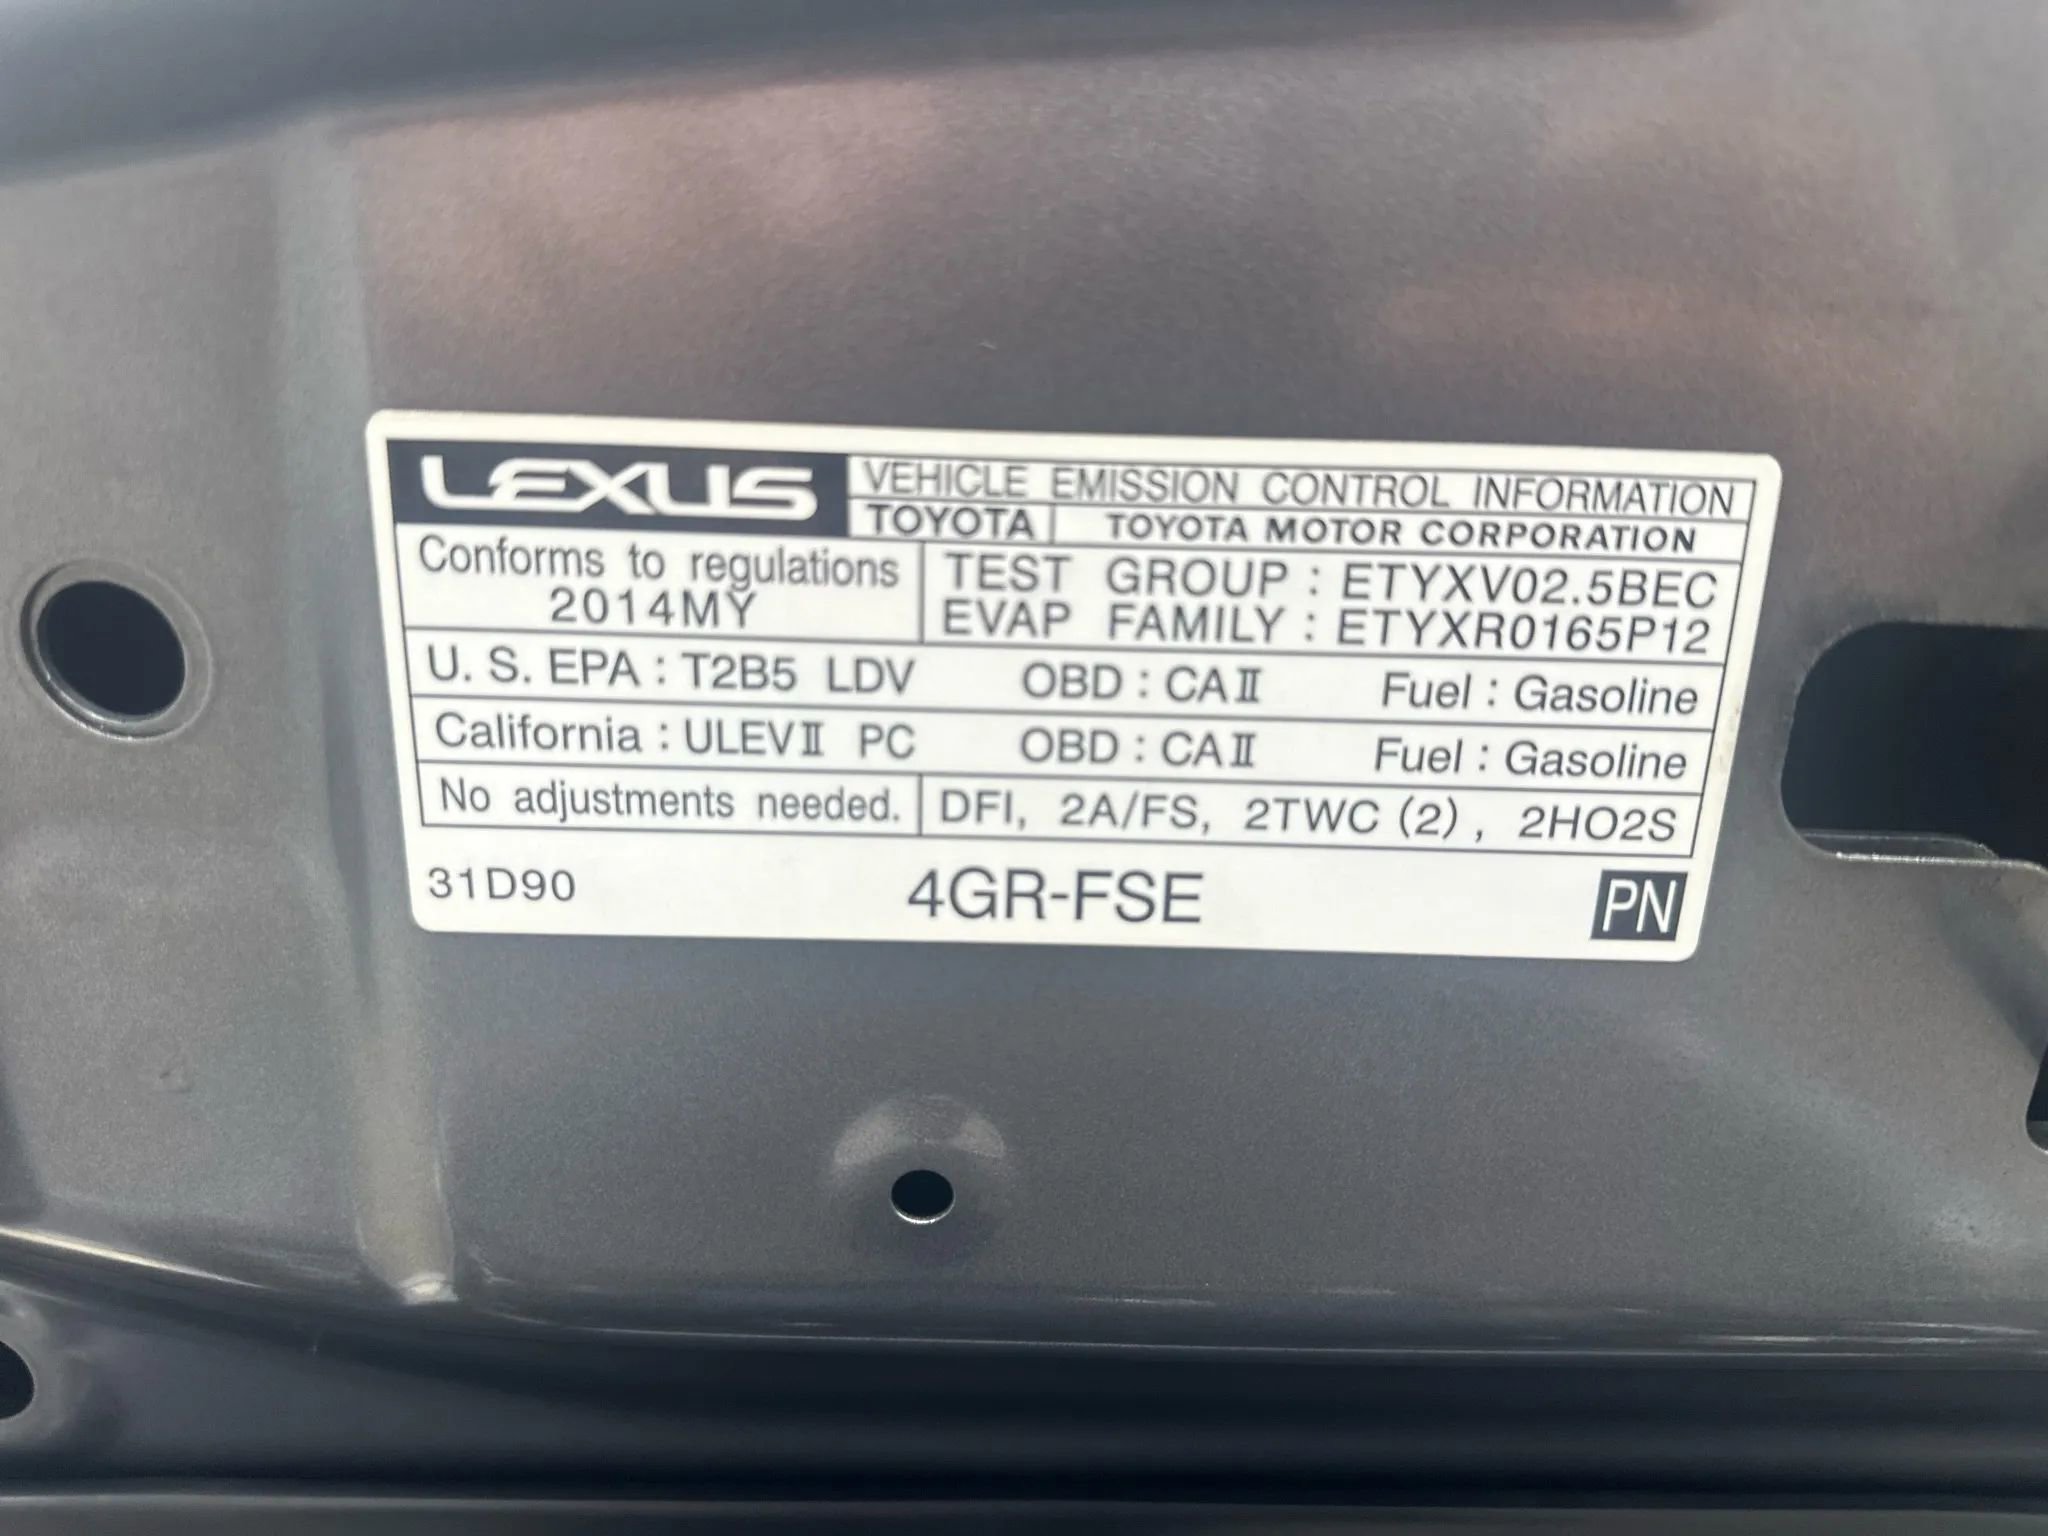 LEXUS
VEHICLE EMISSION CONTROL INFORMATION
TOYOTA TOYOTA MOTOR CORPORATION
Conforms to regulations
2014MY
TEST GROUP : ETYXV02.5BEC
EVAP FAMILY : ETYXR0165P12
U. S. EPA : T2B5 LDV OBD : CAⅡ Fuel : Gasoline
California : ULEVⅡ PC OBD : CAⅡ Fuel : Gasoline
No adjustments needed. DFI, 2A/FS, 2TWC (2) , 2HO2S
31D90 4GR-FSE PN